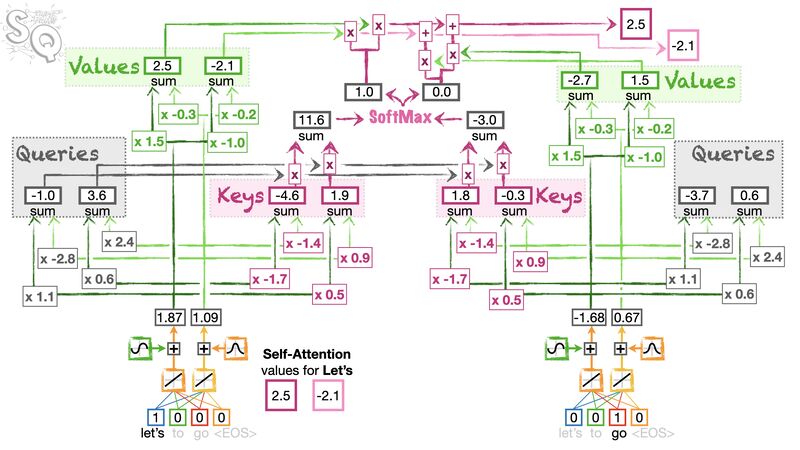 SQ
2.5
-2.1
Values
2.5
-2.1
sum
sum
x -0.3
x -0.2
x 1.5
x -1.0
x
x
+
+
x
x
1.0
0.0
SoftMax
11.6
sum
-3.0
sum
-2.7
1.5
Values
sum
sum
x -0.3
x -0.2
x 1.5
x -1.0
Queries
-1.0
3.6
sum
sum
x
x
Keys
-4.6
1.9
sum
sum
x
x
1.8
-0.3
Keys
sum
sum
Queries
-3.7
0.6
sum
sum
x -2.8
x 2.4
x 1.1
x 0.6
x -1.4
x 0.9
x -1.7
x 0.5
x -1.4
x 0.9
x -1.7
x 0.5
x -2.8
x 2.4
x 1.1
x 0.6
1.87
1.09
-1.68
0.67
+
+
+
+
Self-Attention
values for Let's
2.5
-2.1
1
0
0
0
let's
to
go
<EOS>
0
0
1
0
let's
to
go
<EOS>